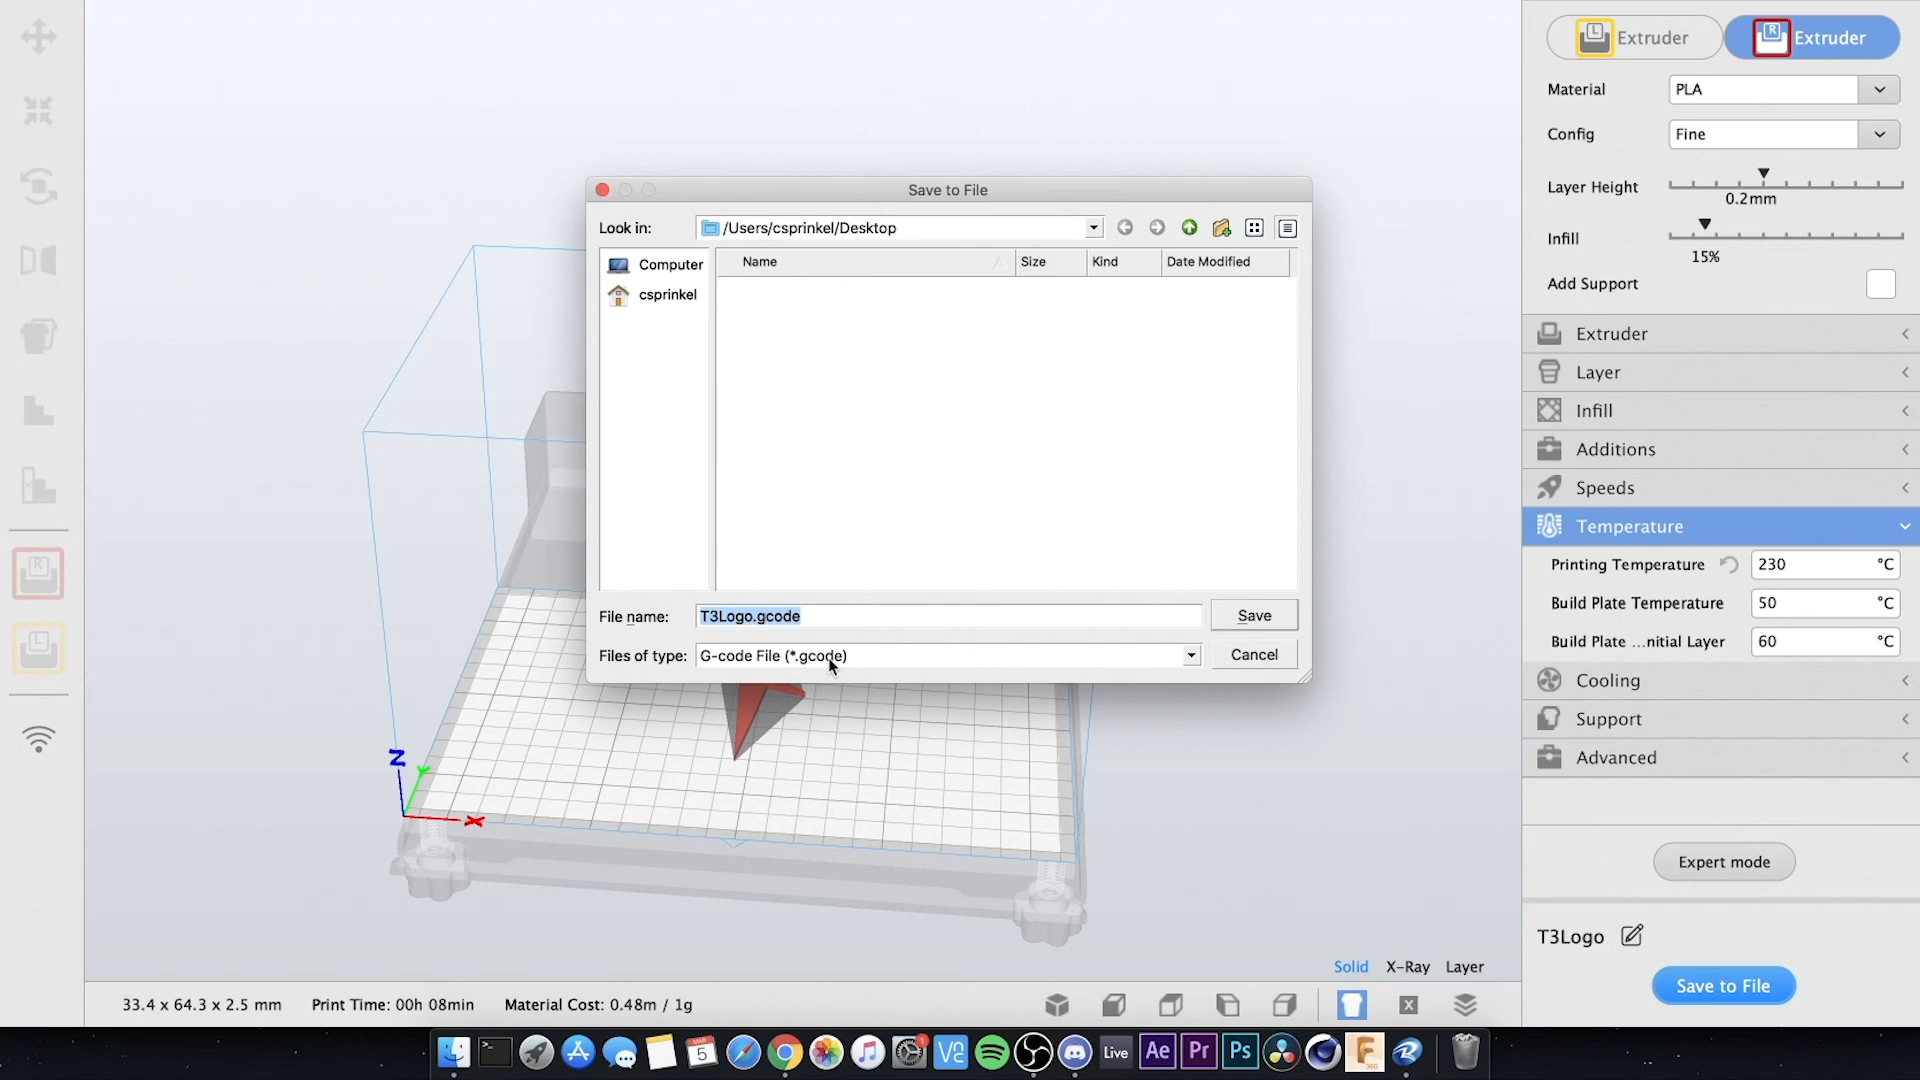 L Extruder
R Extruder
Material PLA
Config Fine
Layer Height 0.2mm
Infill 15%
Add Support
Extruder
Layer
Infill
Additions
Speeds
Temperature
Printing Temperature 230 °C
Build Plate Temperature 50 °C
Build Plate ...nitial Layer 60 °C
Cooling
Support
Advanced
Expert mode
T3Logo
Save to File
Save to File
Look in: /Users/csprinkel/Desktop
Computer
csprinkel
Name Size Kind Date Modified
File name: T3Logo.gcode Save
Files of type: G-code File (*.gcode) Cancel
R
L
Z
Y
X
Solid X-Ray Layer
33.4 x 64.3 x 2.5 mm Print Time: 00h 08min Material Cost: 0.48m / 1g
X
MAR
5
1
Live
Ae
Pr
Ps
F
360